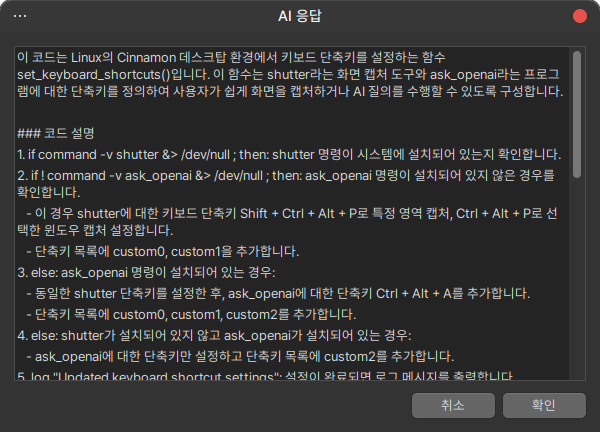 AI 응답
이 코드는 Linux의 Cinnamon 데스크탑 환경에서 키보드 단축키를 설정하는 함수
set_keyboard_shortcuts()입니다. 이 함수는 shutter라는 화면 캡처 도구와 ask_openai라는 프로그
램에 대한 단축키를 정의하여 사용자가 쉽게 화면을 캡처하거나 AI 질의를 수행할 수 있도록 구성합니다.
### 코드 설명
1. if command -v shutter &> /dev/null ; then: shutter 명령이 시스템에 설치되어 있는지 확인합니다.
2. if ! command -v ask_openai &> /dev/null ; then: ask_openai 명령이 설치되어 있지 않은 경우를
확인합니다.
- 이 경우 shutter에 대한 키보드 단축키 Shift + Ctrl + Alt + P로 특정 영역 캡처, Ctrl + Alt + P로 선
택한 윈도우 캡처 설정합니다.
- 단축키 목록에 custom0, custom1을 추가합니다.
3. else: ask_openai 명령이 설치되어 있는 경우:
- 동일한 shutter 단축키를 설정한 후, ask_openai에 대한 단축키 Ctrl + Alt + A를 추가합니다.
- 단축키 목록에 custom0, custom1, custom2를 추가합니다.
4. else: shutter가 설치되어 있지 않고 ask_openai가 설치되어 있는 경우:
- ask_openai에 대한 단축키만 설정하고 단축키 목록에 custom2를 추가합니다.
5. log "Updated keyboard shortcut settings": 설정이 완료되면 로그 메시지를 출력합니다.
취소
확인